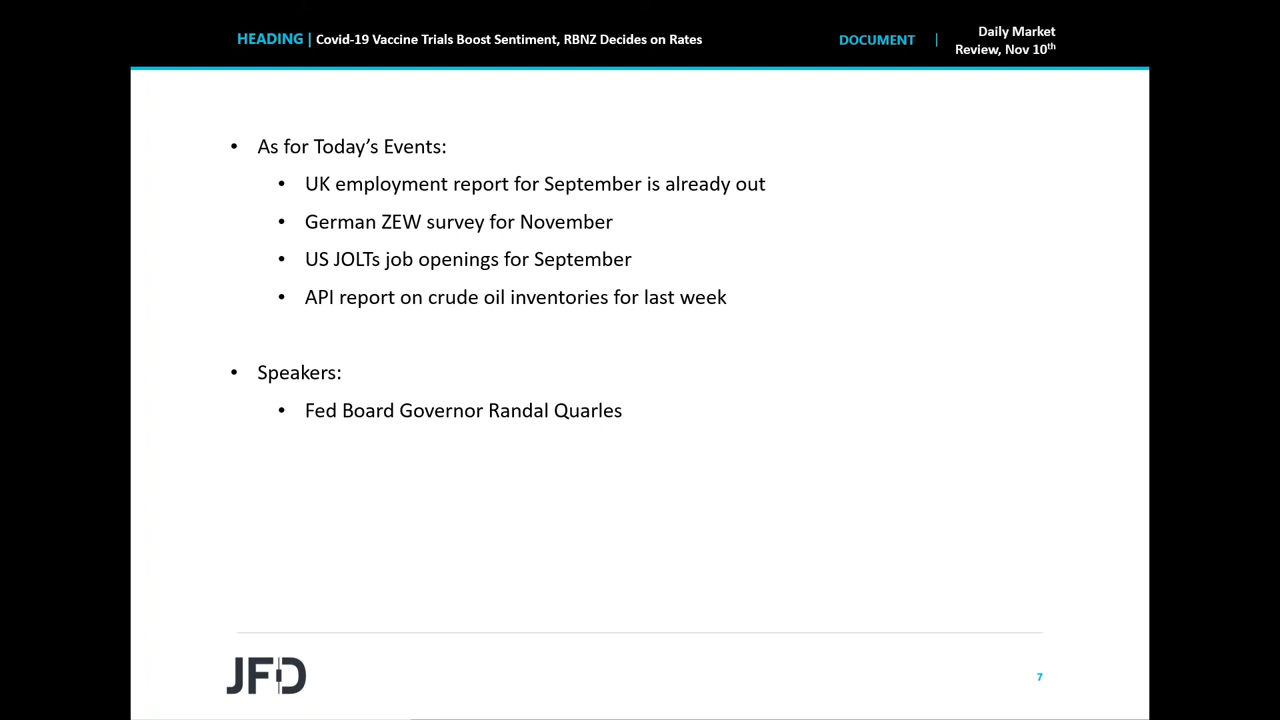 HEADING | Covid-19 Vaccine Trials Boost Sentiment, RBNZ Decides on Rates
DOCUMENT |
Daily Market
Review, Nov 10th
• As for Today’s Events:
• UK employment report for September is already out
• German ZEW survey for November
• US JOLTs job openings for September
• API report on crude oil inventories for last week
• Speakers:
• Fed Board Governor Randal Quarles
JFD
7